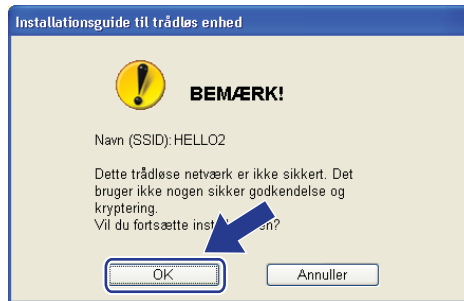 Installationsguide til trådløs enhed
BEMÆRK!
Navn (SSID): HELLO2
Dette trådløse netværk er ikke sikkert. Det
bruger ikke nogen sikker godkendelse og
kryptering.
Vil du fortsætte
OK
Annuller